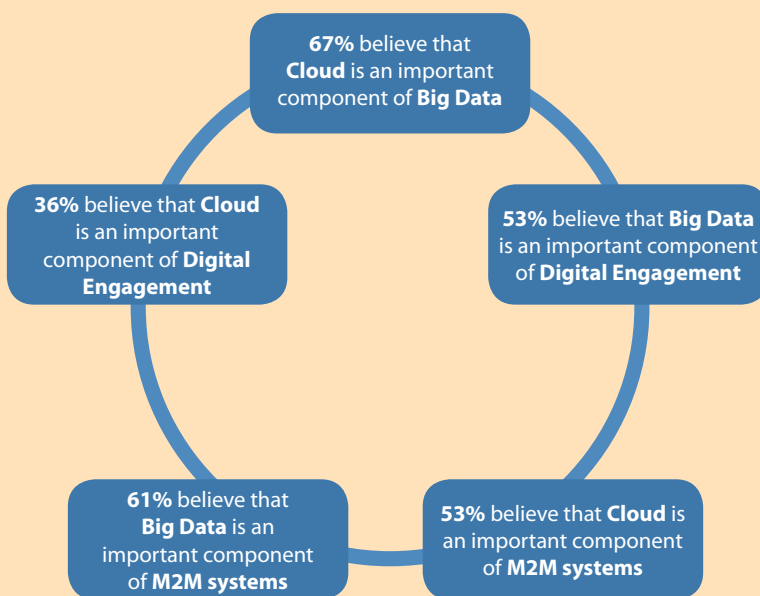 67% believe that
Cloud is an important
component of Big Data
36% believe that Cloud
is an important
component of Digital
Engagement
53% believe that Big Data
is an important component
of Digital Engagement
61% believe that
Big Data is an
important component
of M2M systems
53% believe that Cloud is
an important component
of M2M systems